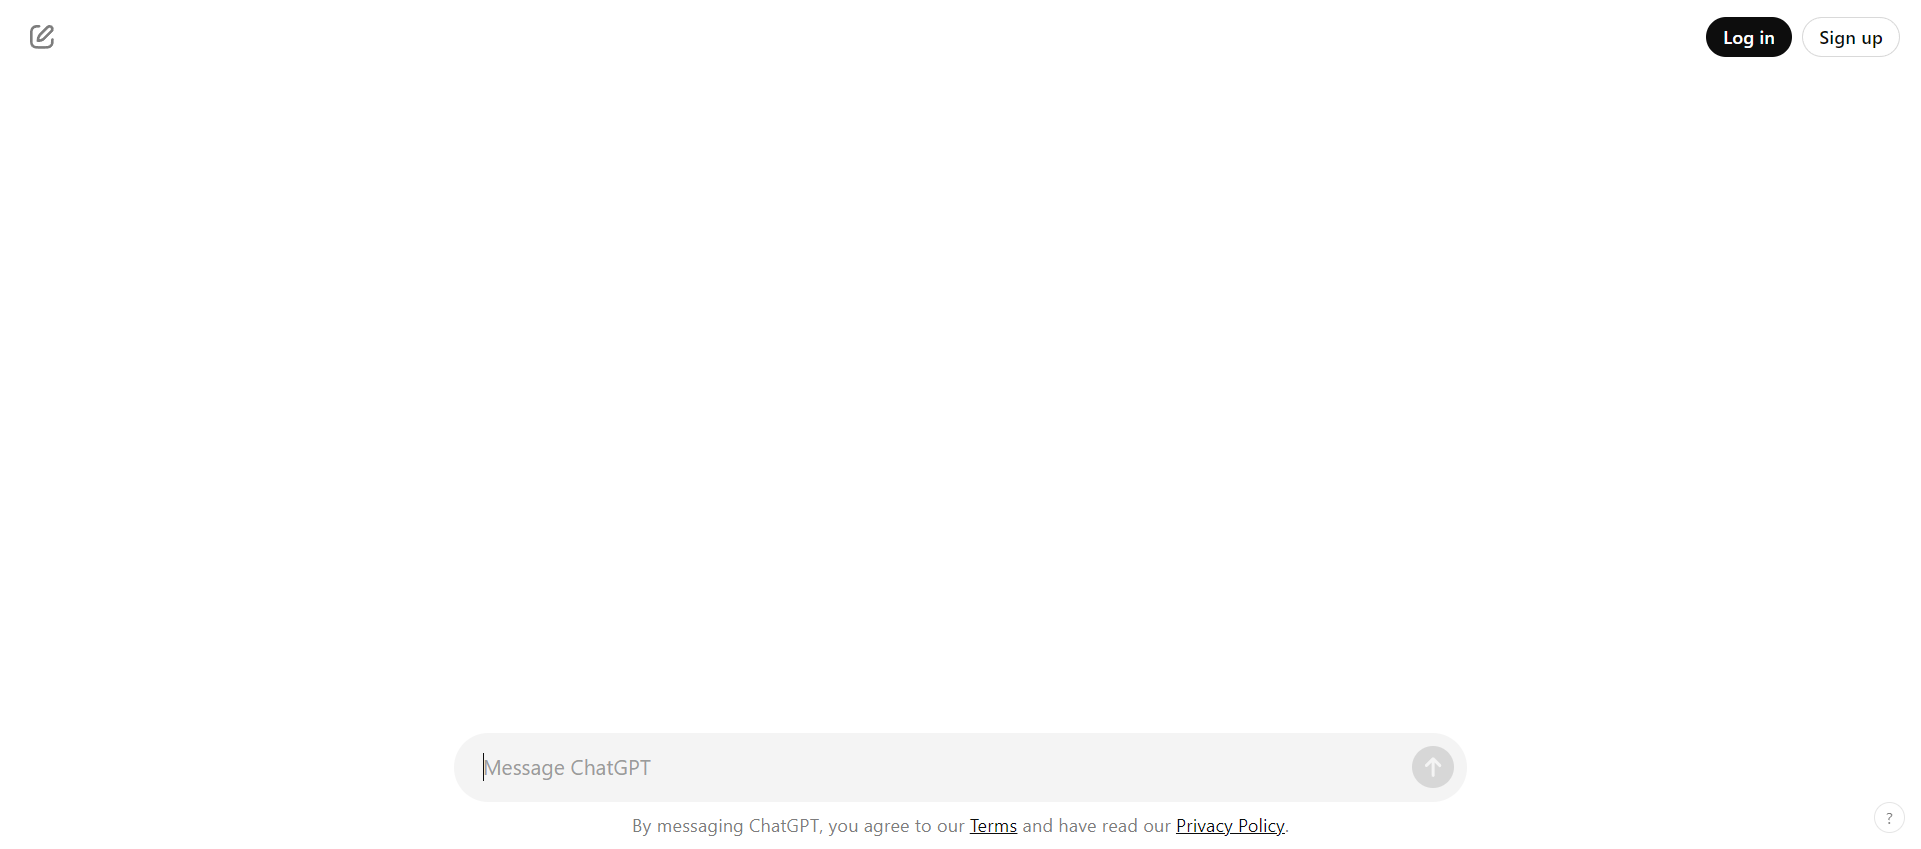 Log in
Sign up
Message ChatGPT
By messaging ChatGPT, you agree to our Terms and have read our Privacy Policy.
?